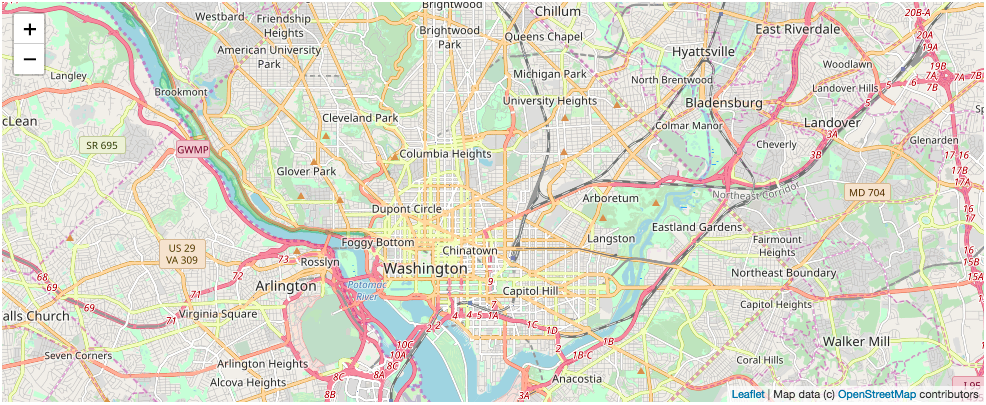 Brightwood
Chillum
20B-A
Westbard
Friendship
Heights
+
Brightwood
Park
Queens Chapel
East Riverdale
20A
American University
Park
Hyattsville
19A
−
Langley
Michigan Park
North Brentwood
Woodlawn
19B
7A
7A
7B
Brookmont
University Heights
Bladensburg
Landover Hills
5
6
5
cLean
Cleveland Park
Colmar Manor
Landover
3A
SR 695
GWMP
Columbia Heights
Cheverly
Glenarden
17
16
Glover Park
17B
17A
Arboretum
Northeast Corridor
MD 704
Dupont Circle
16
Eastland Gardens
17
Foggy Bottom
Chinatown
Langston
Fairmount
Heights
US 29
VA 309
73
Rosslyn
Washington
16
15B
15A
Northeast Boundary
68
69
72
Arlington
Potomac
River
9
Capitol Hill
71
7
Capitol Heights
alls Church
71
Virginia Square
4
4
5
1A
1C
1D
2
2
Walker Mill
Seven Corners
10C
10A
2
1B-C
Arlington Heights
8C
8B
8A
8C
Coral Hills
Alcova Heights
Anacostia
3A
I 95
Leaflet | Map data (c) OpenStreetMap contributors